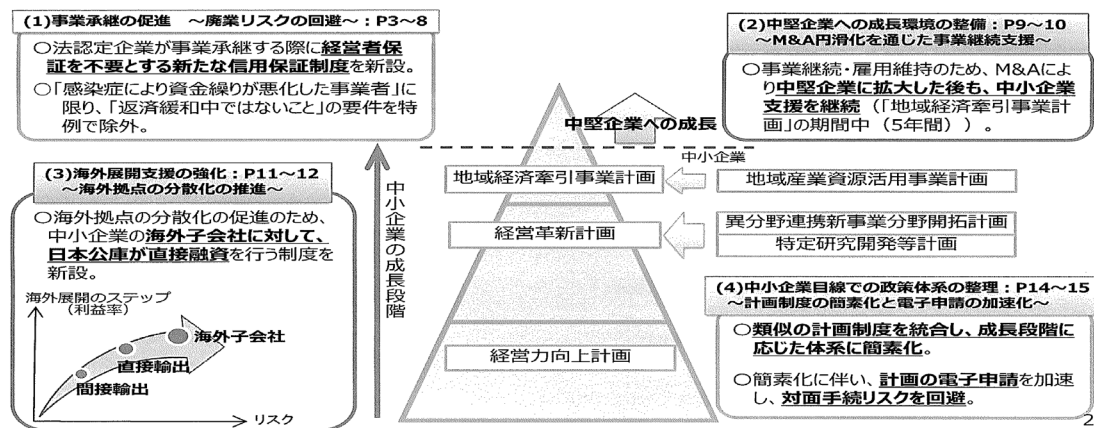 (1)事業承継の促進 ～廃業リスクの回避～:P3～8
○法認定企業が事業承継する際に経営者保
証を不要とする新たな信用保証制度を新設。
○「感染症により資金繰りが悪化した事業者」に
限り、「返済緩和中ではないこと」の要件を特
例で除外。
(2)中堅企業への成長環境の整備:P9～10
～M&A円滑化を通じた事業継続支援～
○事業継続・雇用維持のため、M&Aによ
り中堅企業に拡大した後も、中小企業
支援を継続（「地域経済牽引事業計
画」の期間中（5年間））。
(3)海外展開支援の強化:P11～12
～海外拠点の分散化の推進～
○海外拠点の分散化の促進のため、
中小企業の海外子会社に対して、
日本公庫が直接融資を行う制度を
新設。
海外展開のステップ
（利益率）
海外子会社
直接輸出
間接輸出
リスク
中小企業の成長段階
中堅企業への成長
中小企業
地域経済牽引事業計画
地域産業資源活用事業計画
経営革新計画
異分野連携新事業分野開拓計画
特定研究開発等計画
経営力向上計画
(4)中小企業目線での政策体系の整理:P14～15
～計画制度の簡素化と電子申請の加速化～
○類似の計画制度を統合し、成長段階に
応じた体系に簡素化。
○簡素化に伴い、計画の電子申請を加速
し、対面手続リスクを回避。
2